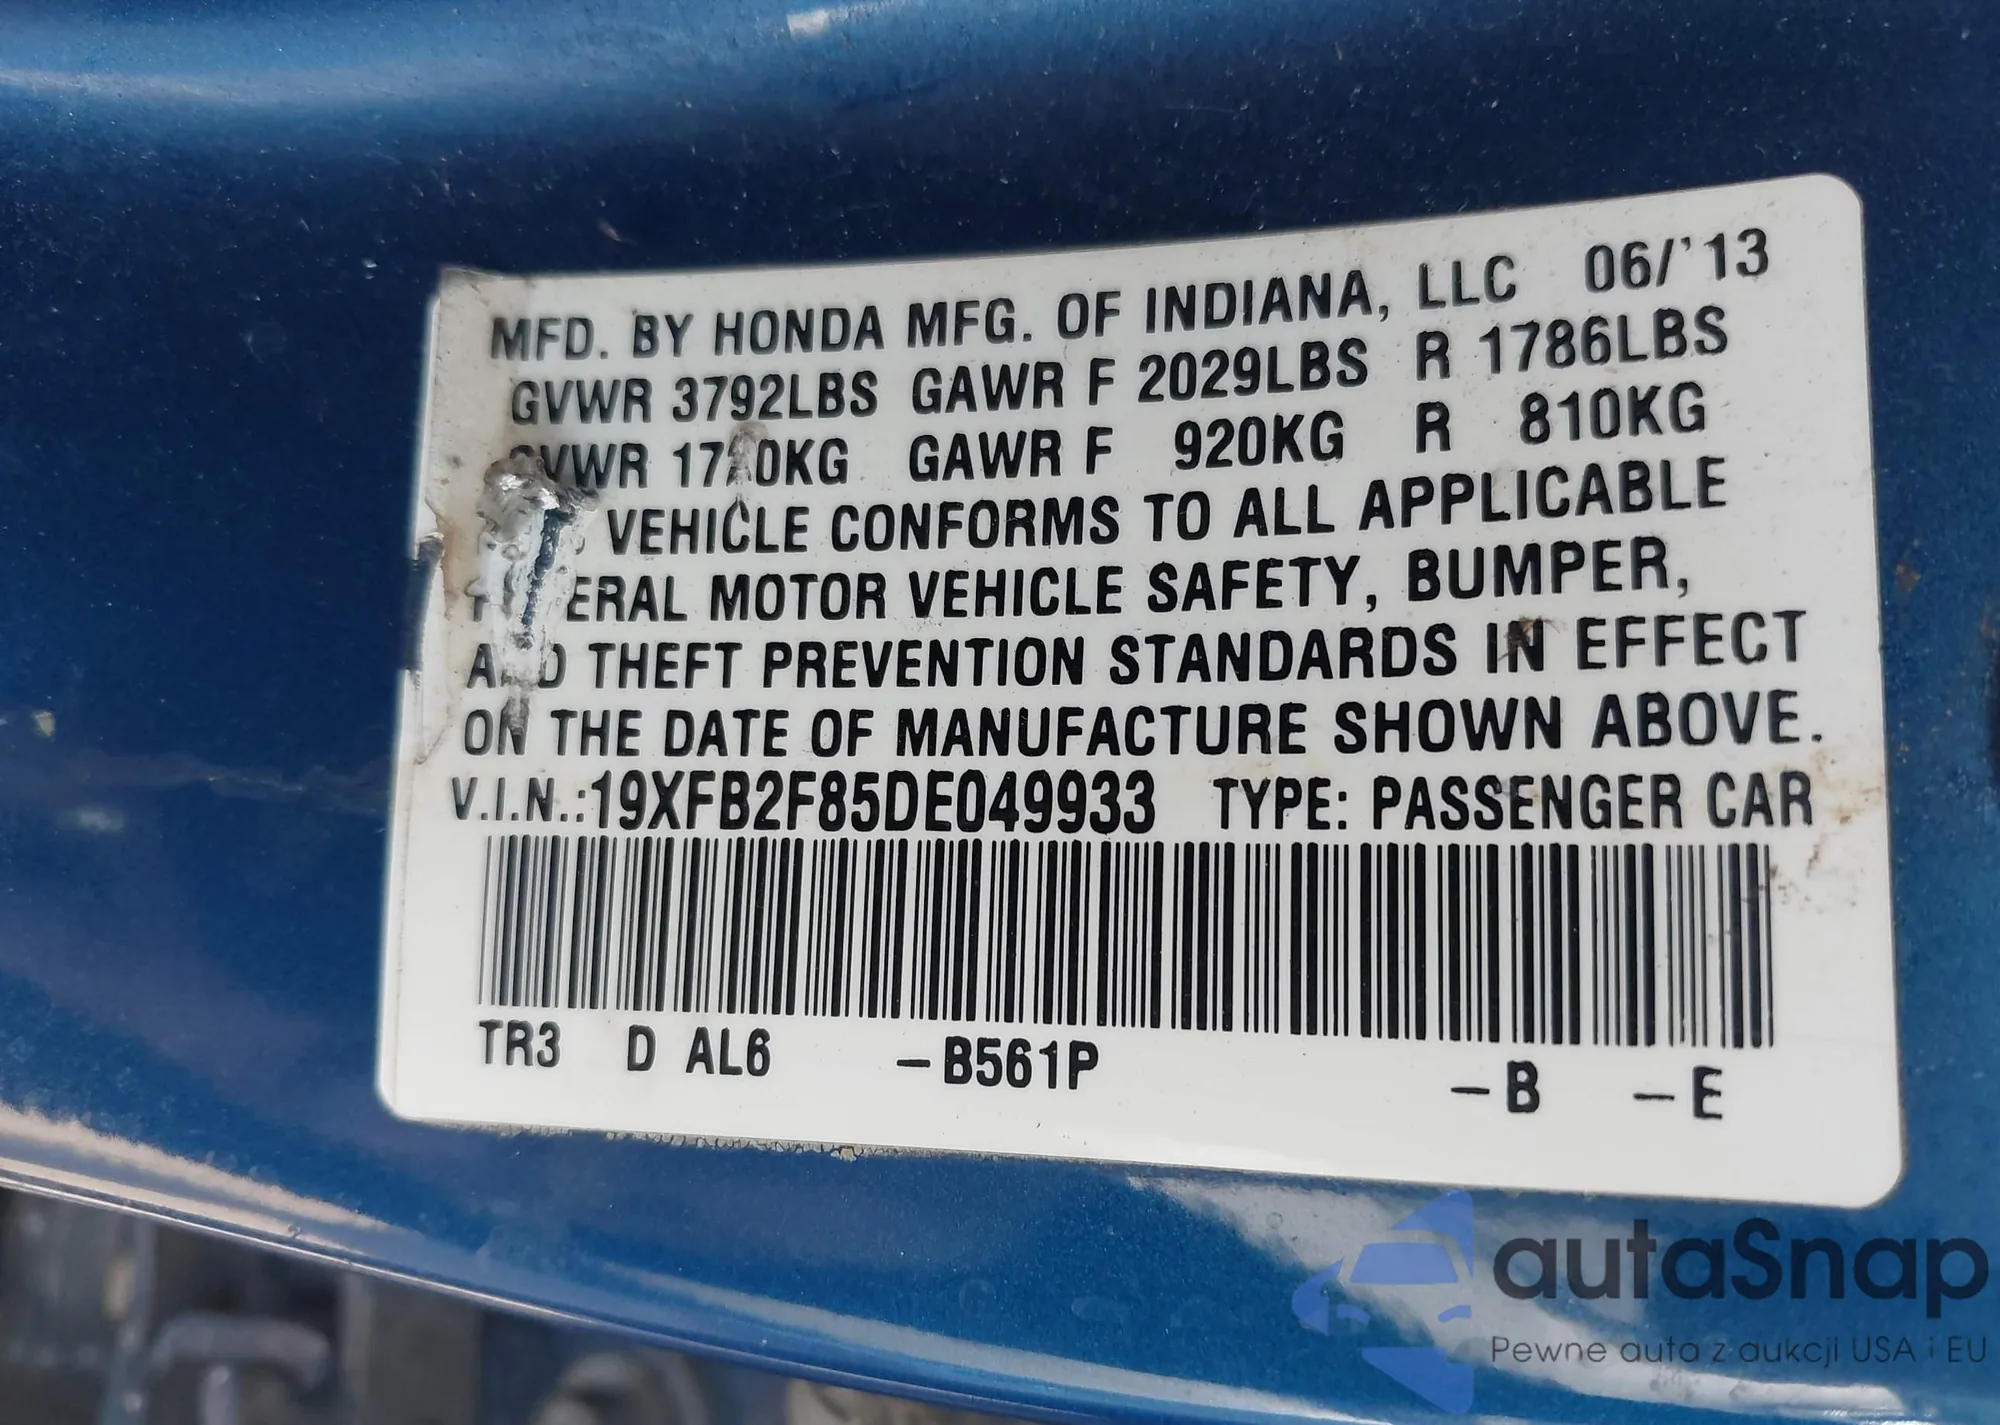 MFD. BY HONDA MFG. OF INDIANA, LLC 06/'13
GVWR 3792LBS GAWR F 2029LBS R 1786LBS
GVWR GAWR F 920KG R 810KG
VEHICLE CONFORMS TO ALL APPLICABLE
MOTOR VEHICLE SAFETY, BUMPER,
AND THEFT PREVENTION STANDARDS IN EFFECT
ON THE DATE OF MANUFACTURE SHOWN ABOVE.
V.I.N.:19XFB2F85DE049933 TYPE: PASSENGER CAR
TR3 D AL6 -B561P -B -E
autaSnap
Pewne auta z aukcji USA i EU